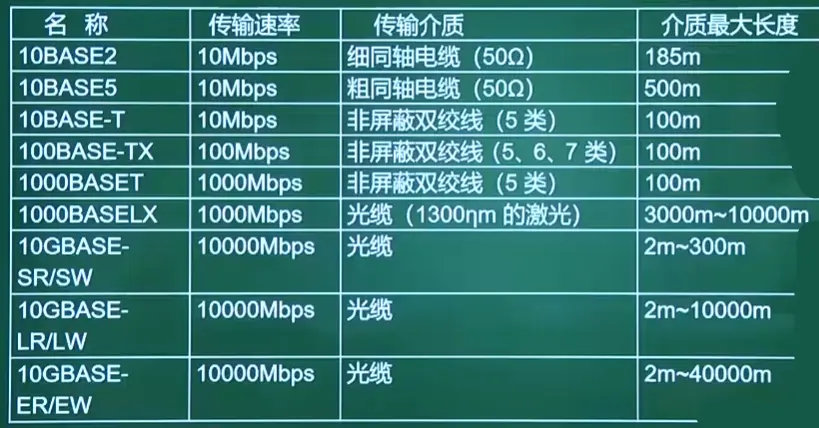 名 称 传输速率 传输介质 介质最大长度
10BASE2 10Mbps 细同轴电缆（50Ω） 185m
10BASE5 10Mbps 粗同轴电缆（50Ω） 500m
10BASE-T 10Mbps 非屏蔽双绞线（5 类） 100m
100BASE-TX 100Mbps 非屏蔽双绞线（5、6、7 类） 100m
1000BASET 1000Mbps 非屏蔽双绞线（5 类） 100m
1000BASELX 1000Mbps 光缆（1300ηm 的激光） 3000m~10000m
10GBASE- 10000Mbps 光缆 2m~300m
SR/SW
10GBASE- 10000Mbps 光缆 2m~10000m
LR/LW
10GBASE- 10000Mbps 光缆 2m~40000m
ER/EW